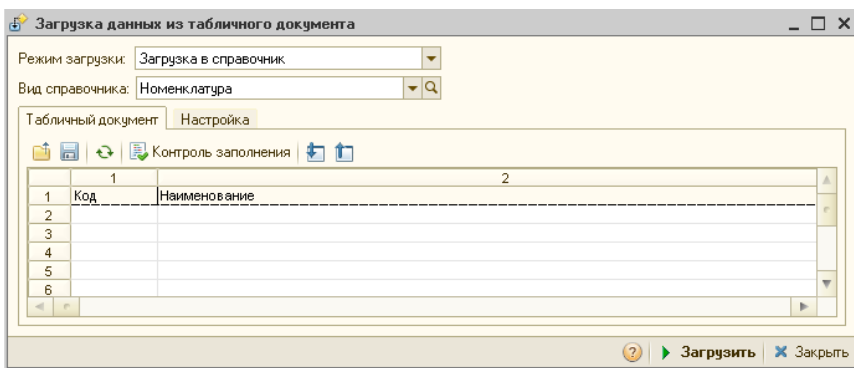 Загрузка данных из табличного документа
Режим загрузки: Загрузка в справочник
Вид справочника: Номенклатура
Табличный документ Настройка
Контроль заполнения
1 2
1 Код Наименование
2
3
4
5
6
? Загрузить Закрыть